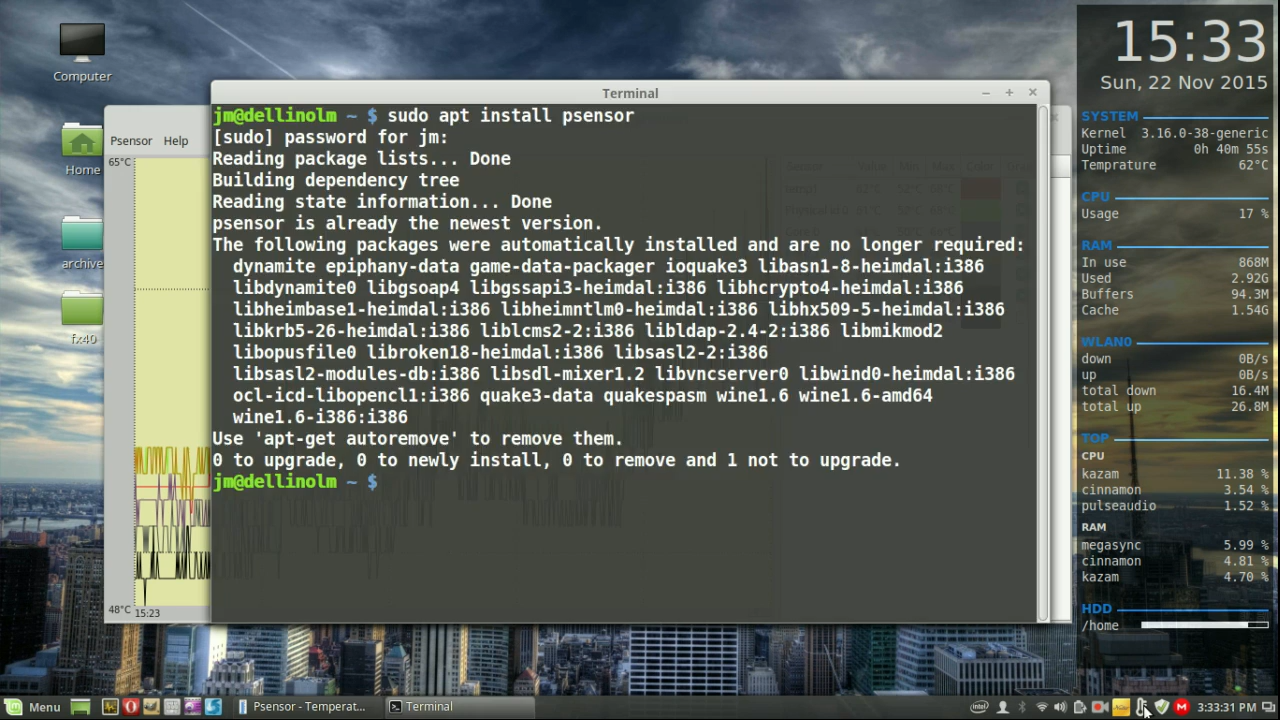 Computer
Home
archive
fx40
Psensor Help
65°C
48°C
15:23
Terminal
jm@dellinolm ~ $ sudo apt install psensor
[sudo] password for jm:
Reading package lists... Done
Building dependency tree
Reading state information... Done
psensor is already the newest version.
The following packages were automatically installed and are no longer required:
dynamite epiphany-data game-data-packager ioquake3 libasn1-8-heimdal:i386
libdynamite0 libgsoap4 libgssapi3-heimdal:i386 libhcrypto4-heimdal:i386
libheimbase1-heimdal:i386 libheimntlm0-heimdal:i386 libhx509-5-heimdal:i386
libkrb5-26-heimdal:i386 liblcms2-2:i386 libldap-2.4-2:i386 libmikmod2
libopusfile0 libroken18-heimdal:i386 libsasl2-2:i386
libsasl2-modules-db:i386 libsdl-mixer1.2 libvncserver0 libwind0-heimdal:i386
ocl-icd-libopencl1:i386 quake3-data quakespasm wine1.6 wine1.6-amd64
wine1.6-i386:i386
Use 'apt-get autoremove' to remove them.
0 to upgrade, 0 to newly install, 0 to remove and 1 not to upgrade.
jm@dellinolm ~ $
15:33
Sun, 22 Nov 2015
SYSTEM
Kernel 3.16.0-38-generic
Uptime 0h 40m 55s
Temprature 62°C
CPU
Usage 17 %
RAM
In use 868M
Used 2.92G
Buffers 94.3M
Cache 1.54G
WLAN0
down 0B/s
up 0B/s
total down 16.4M
total up 26.8M
TOP
CPU
kazam 11.38 %
cinnamon 3.54 %
pulseaudio 1.52 %
RAM
megasync 5.99 %
cinnamon 4.81 %
kazam 4.70 %
HDD
/home
Menu
Psensor - Temperat...
Terminal
3:33:31 PM